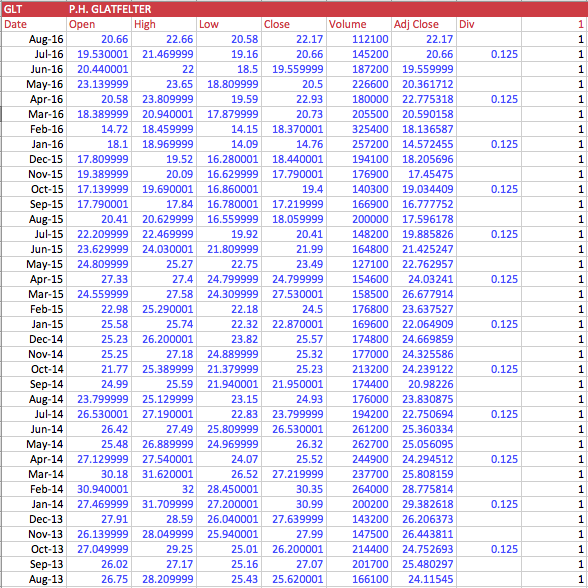 GLT P.H. GLATFELTER
Date Open High Low Close Volume Adj Close Div 1
Aug-16 20.66 22.66 20.58 22.17 112100 22.17 1
Jul-16 19.530001 21.469999 19.16 20.66 145200 20.66 0.125 1
Jun-16 20.440001 22 18.5 19.559999 187200 19.559999 1
May-16 23.139999 23.65 18.809999 20.5 226600 20.361712 1
Apr-16 20.58 23.809999 19.59 22.93 180000 22.775318 0.125 1
Mar-16 18.389999 20.940001 17.879999 20.73 205500 20.590158 1
Feb-16 14.72 18.459999 14.15 18.370001 325400 18.136587 1
Jan-16 18.1 18.969999 14.09 14.76 257200 14.572455 0.125 1
Dec-15 17.809999 19.52 16.280001 18.440001 194100 18.205696 1
Nov-15 19.389999 20.09 16.629999 17.790001 176900 17.45475 1
Oct-15 17.139999 19.690001 16.860001 19.4 140300 19.034409 0.125 1
Sep-15 17.790001 17.84 16.780001 17.219999 166900 16.777752 1
Aug-15 20.41 20.629999 16.559999 18.059999 200000 17.596178 1
Jul-15 22.209999 22.469999 19.92 20.41 148200 19.885826 0.125 1
Jun-15 23.629999 24.030001 21.809999 21.99 164800 21.425247 1
May-15 24.809999 25.27 22.75 23.49 127100 22.762957 1
Apr-15 27.33 27.4 24.799999 24.799999 154600 24.03241 0.125 1
Mar-15 24.559999 27.58 24.309999 27.530001 158500 26.677914 1
Feb-15 22.98 25.290001 22.18 24.5 176800 23.637527 1
Jan-15 25.58 25.74 22.32 22.870001 169600 22.064909 0.125 1
Dec-14 25.23 26.200001 23.82 25.57 174800 24.669859 1
Nov-14 25.25 27.18 24.889999 25.32 177000 24.325586 1
Oct-14 21.77 25.389999 21.379999 25.23 213200 24.239122 0.125 1
Sep-14 24.99 25.59 21.940001 21.950001 174400 20.98226 1
Aug-14 23.799999 25.129999 23.15 24.93 176000 23.830875 1
Jul-14 26.530001 27.190001 22.83 23.799999 194200 22.750694 0.125 1
Jun-14 26.42 27.49 25.809999 26.530001 261200 25.360334 1
May-14 25.48 26.889999 24.969999 26.32 262700 25.056095 1
Apr-14 27.129999 27.540001 24.07 25.52 244900 24.294512 0.125 1
Mar-14 30.18 31.620001 26.52 27.219999 237700 25.808159 1
Feb-14 30.940001 32 28.450001 30.35 264000 28.775814 1
Jan-14 27.469999 31.709999 27.200001 30.99 200200 29.382618 0.125 1
Dec-13 27.91 28.59 26.040001 27.639999 143200 26.206373 1
Nov-13 26.139999 28.049999 25.940001 27.99 147500 26.443811 1
Oct-13 27.049999 29.25 25.01 26.200001 214400 24.752693 0.125 1
Sep-13 26.02 27.17 25.16 27.07 201700 25.480297 1
Aug-13 26.75 28.209999 25.43 25.620001 166100 24.11545 1